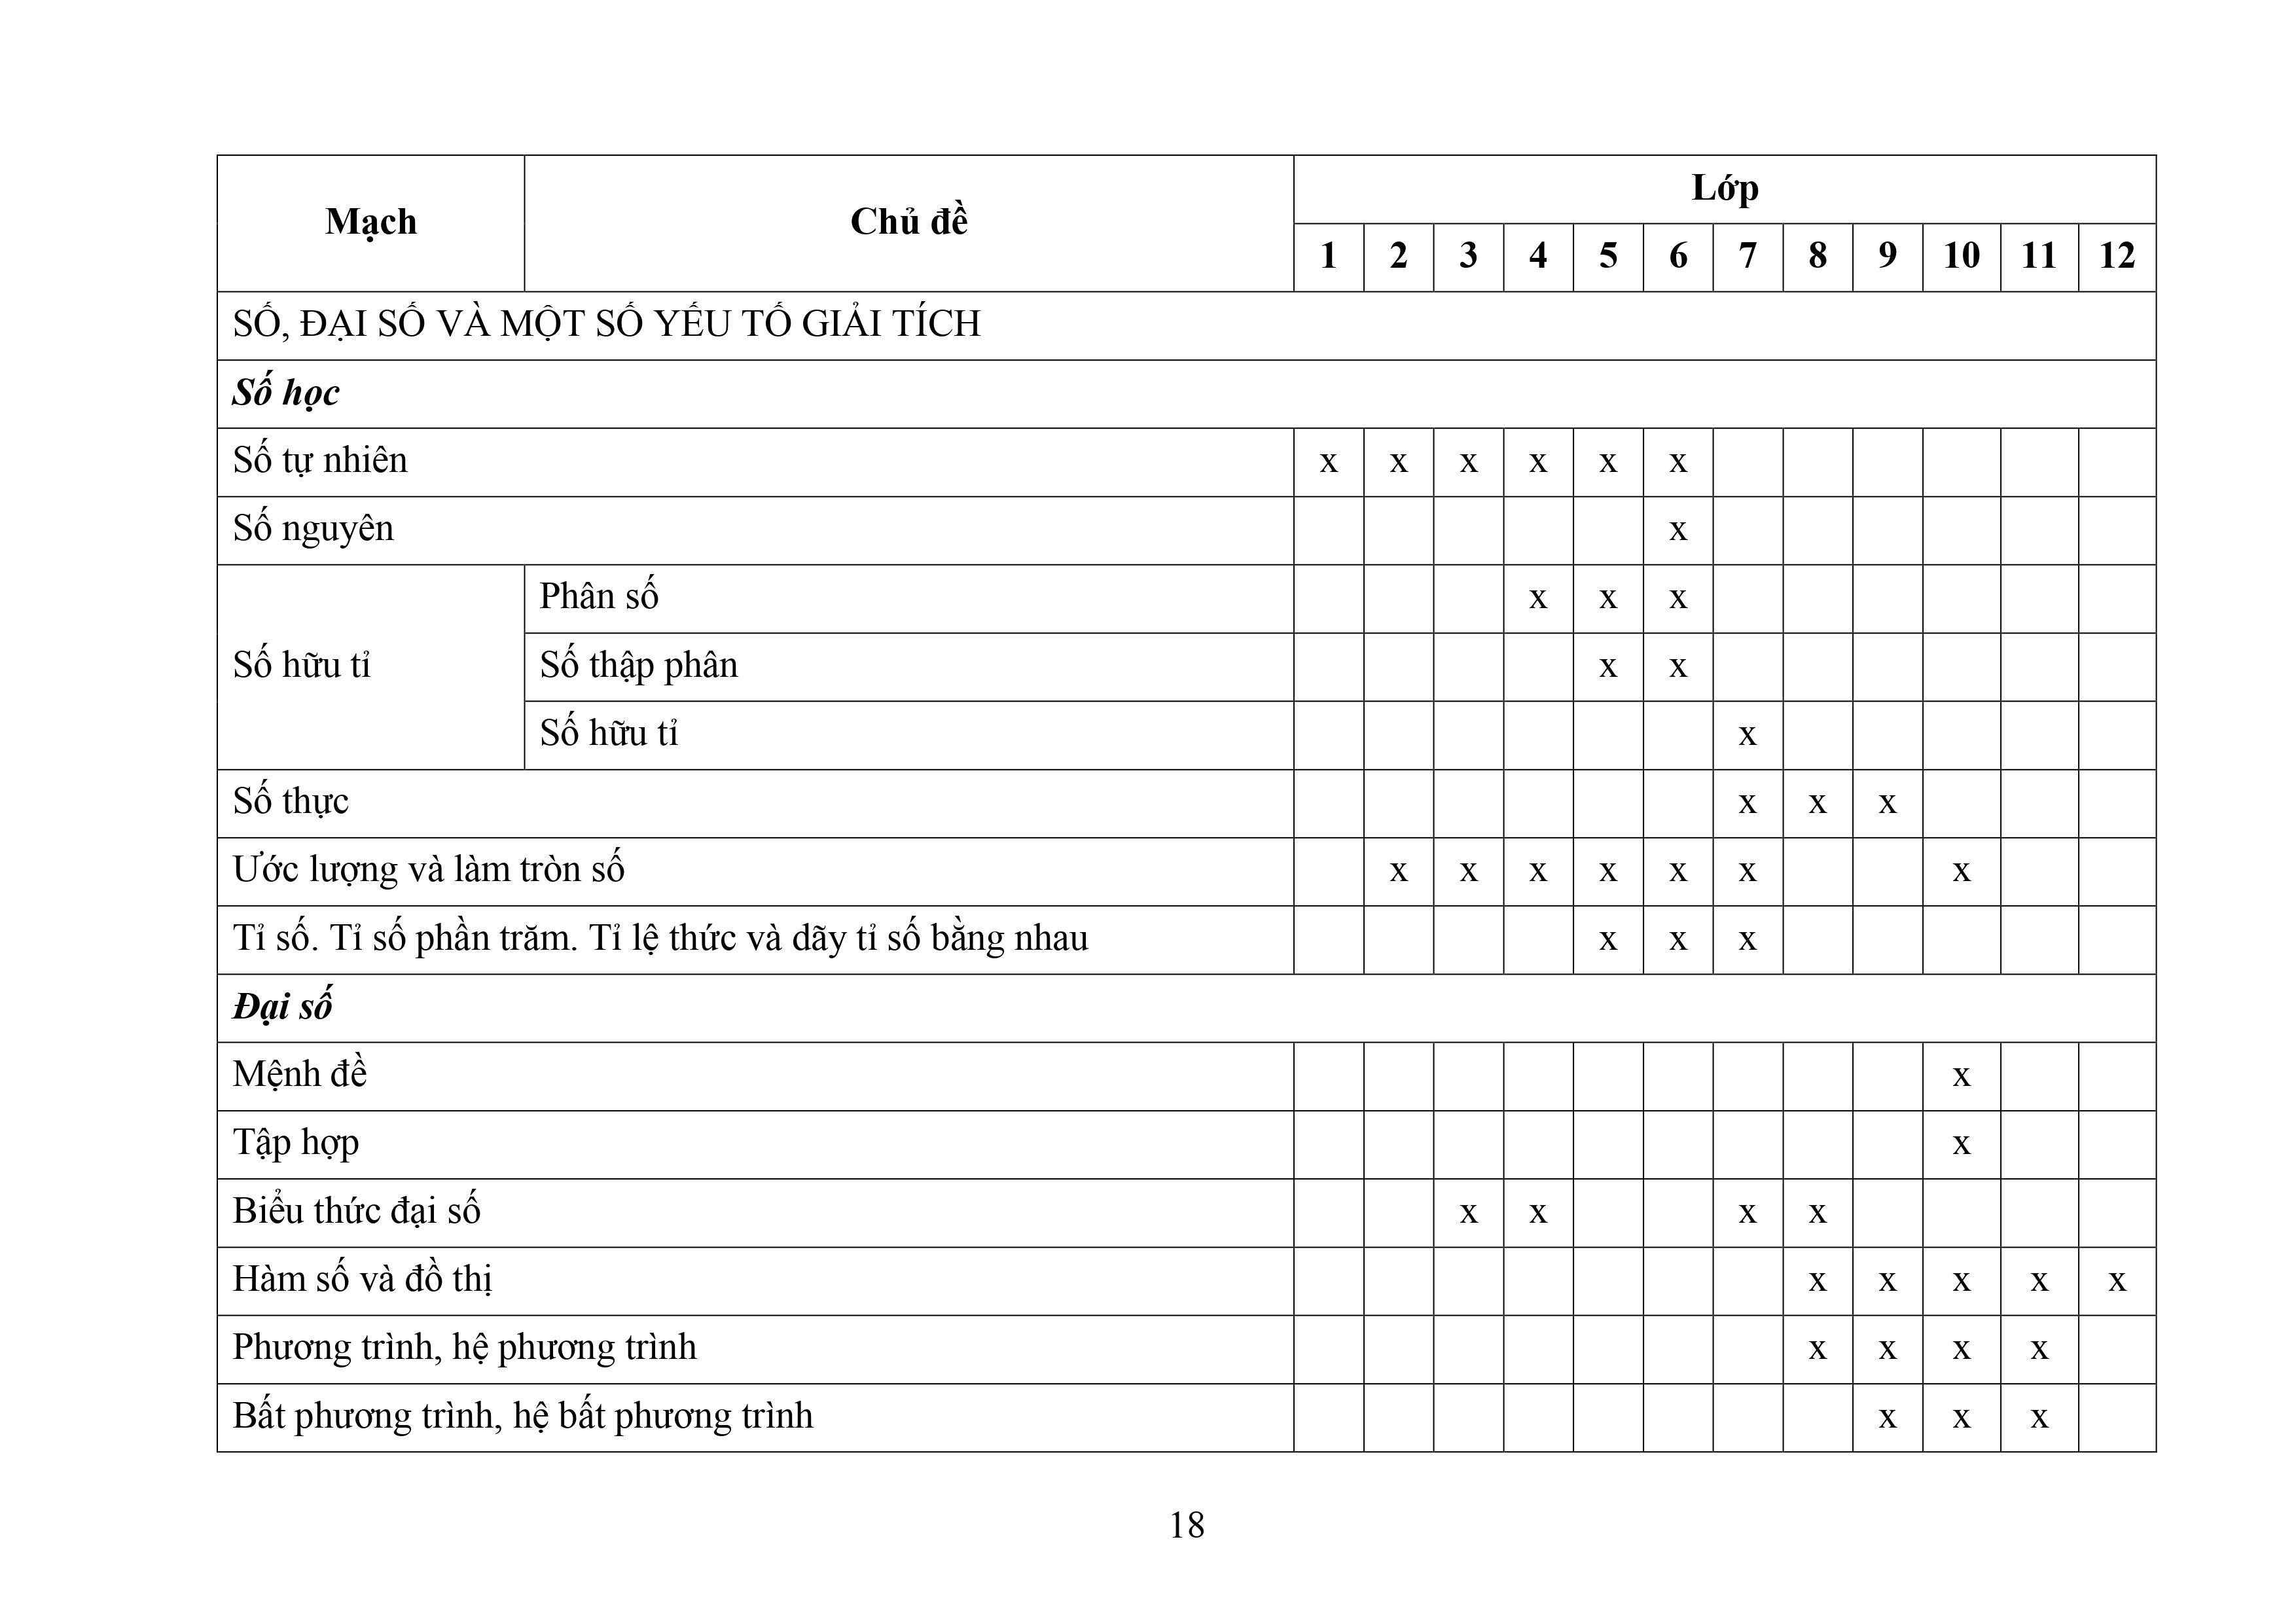 Mạch Chủ đề Lớp
1 2 3 4 5 6 7 8 9 10 11 12
SỐ, ĐẠI SỐ VÀ MỘT SỐ YẾU TỐ GIẢI TÍCH
Số học
Số tự nhiên x x x x x x
Số nguyên x
Số hữu tỉ
Phân số x x x
Số thập phân x x
Số hữu tỉ x
Số thực x x x
Ước lượng và làm tròn số x x x x x x x
Tỉ số. Tỉ số phần trăm. Tỉ lệ thức và dãy tỉ số bằng nhau x x x
Đại số
Mệnh đề x
Tập hợp x
Biểu thức đại số x x x x
Hàm số và đồ thị x x x x x
Phương trình, hệ phương trình x x x x
Bất phương trình, hệ bất phương trình x x x
18